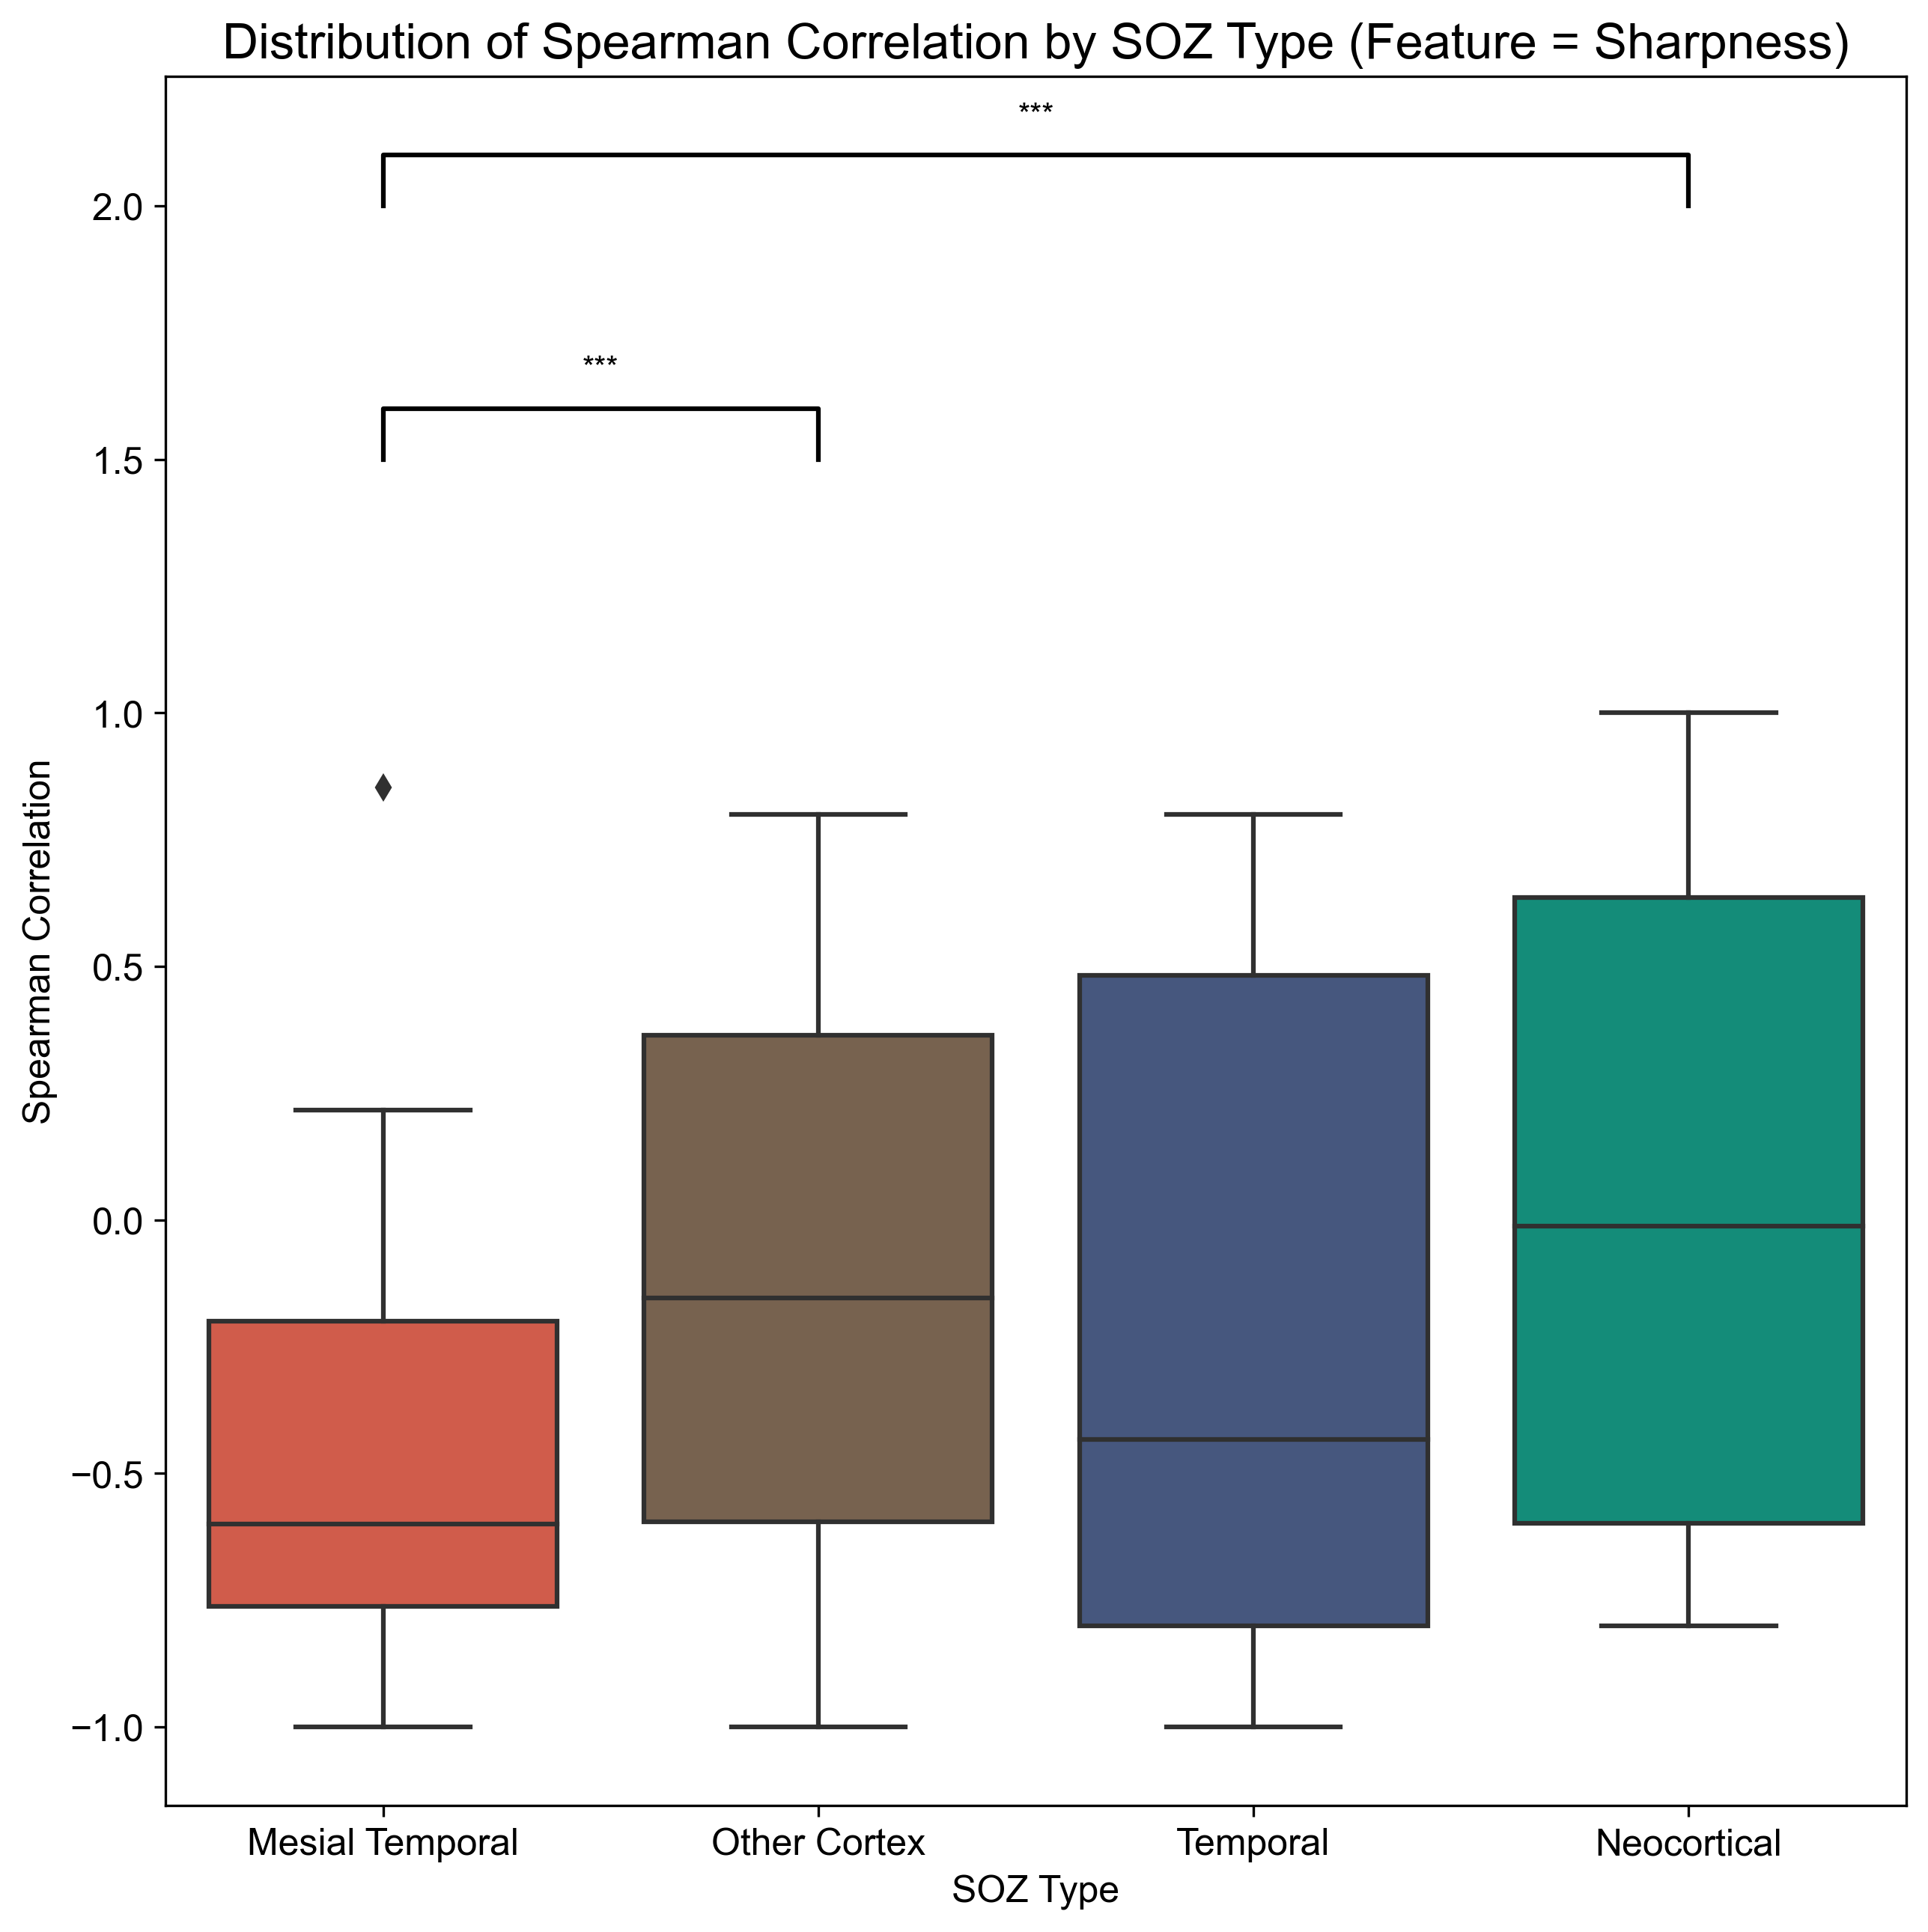 Distribution of Spearman Correlation by SOZ Type (Feature = Sharpness)
***
2.0
***
1.5
1.0
0.5
0.0
−0.5
−1.0
Spearman Correlation
Mesial Temporal Other Cortex Temporal Neocortical
SOZ Type